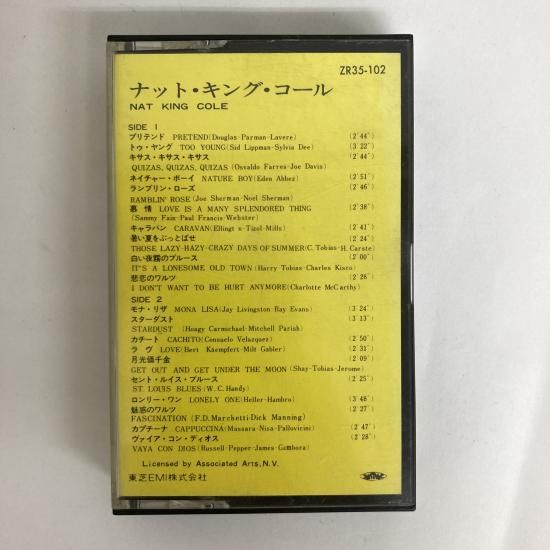 ZR35-102
ナット・キング・コール
NAT KING COLE
SIDE 1
プリテンド PRETEND(Douglas-Parman-Lavere) (2′44″)
トゥ・ヤング TOO YOUNG(Sid Lippman-Sylvia Dee) (3′22″)
キサス・キサス・キサス (2′44″)
QUIZAS, QUIZAS, QUIZAS (Osvaldo Farres-Joe Davis)
ネイチャー・ボーイ NATURE BOY(Eden Ahbez) (2′51″)
ランブリン・ローズ (2′46″)
RAMBLIN' ROSE (Joe Sherman-Noel Sherman)
慕情 LOVE IS A MANY SPLENDORED THING (2′38″)
(Sammy Fain-Paul Francis-Webster)
キャラバン CARAVAN(Ellingt n-Tizol-Mills) (2′41″)
暑い夏をぶっとばせ (2′24″)
THOSE LAZY-HAZY-CRAZY DAYS OF SUMMER(C. Tobias-H. Carste)
白い夜霧のブルース (2′00″)
IT'S A LONESOME OLD TOWN (Harry Tobias-Charles Kisco)
悲恋のワルツ (2′28″)
I DON'T WANT TO BE HURT ANYMORE(Charlotte McCarthy)
SIDE 2
モナ・リザ MONA LISA(Jay Livingston Ray Evans) (3′24″)
スターダスト (3′13″)
STARDUST (Hoagy Carmichael-Mitchell Parish)
カチート CACHITO(Consuelo Velazquez) (2′50″)
ラヴ LOVE(Bert Kaempfert-Milt Gabler) (2′31″)
月光価千金 (2′09″)
GET OUT AND GET UNDER THE MOON (Shay-Tobias-Jerome)
セント・ルイス・ブルース (2′25″)
ST. LOUIS BLUES (W. C. Handy)
ロンリー・ワン LONELY ONE(Heller-Hambro) (3′48″)
魅惑のワルツ (2′27″)
FASCINATION (F.D. Marchetti-Dick Manning)
カプチーナ CAPPUCCINA(Massara-Nisa-Pallovicini) (2′47″)
ヴァイア・コン・ディオス (2′28″)
VAYA CON DIOS(Russell-Pepper-James-Gambora)
Licensed by Associated Arts, N.V.
東芝EMI株式会社